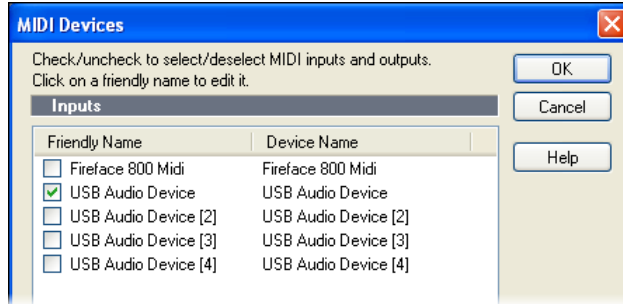 MIDI Devices
Check/uncheck to select/deselect MIDI inputs and outputs.
Click on a friendly name to edit it.
OK
Cancel
Help
Inputs
Friendly Name Device Name
Fireface 800 Midi Fireface 800 Midi
USB Audio Device USB Audio Device
USB Audio Device [2] USB Audio Device [2]
USB Audio Device [3] USB Audio Device [3]
USB Audio Device [4] USB Audio Device [4]